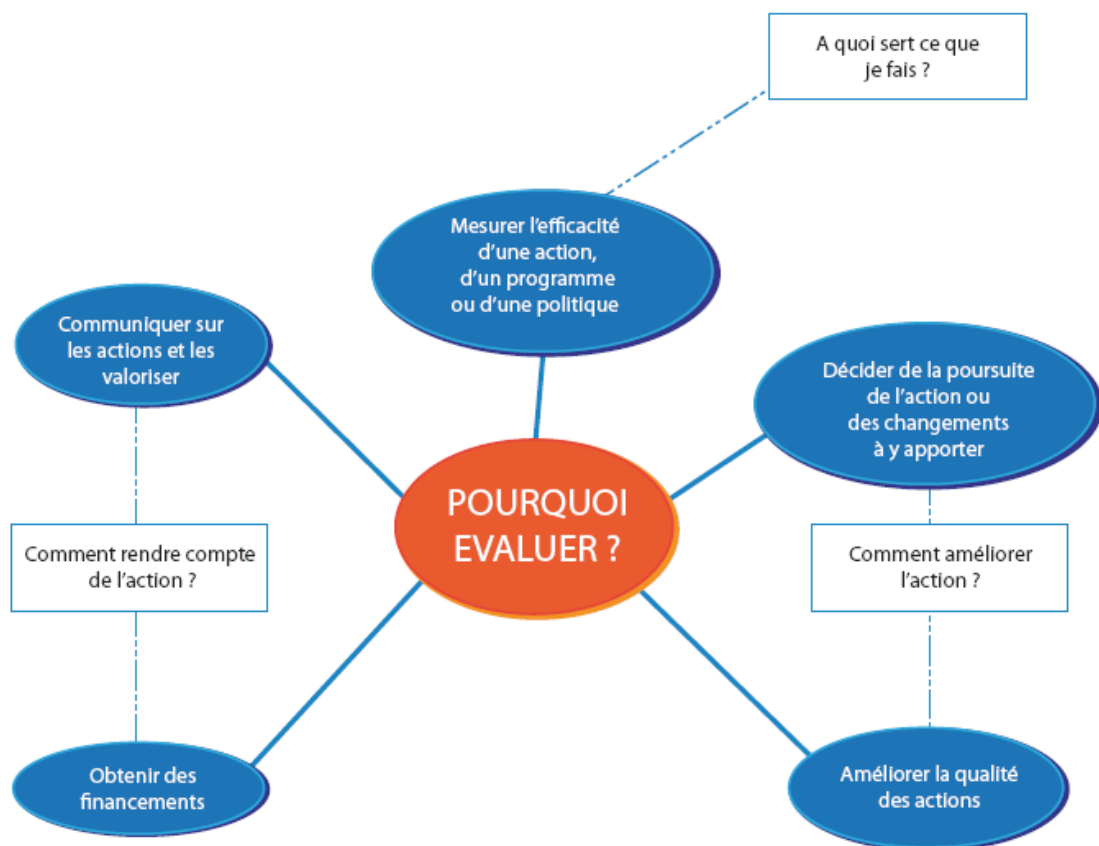 A quoi sert ce que
je fais ?
Mesurer l'efficacité
d'une action,
d'un programme
ou d'une politique
Communiquer sur
les actions et les
valoriser
Décider de la poursuite
de l'action ou
des changements
à y apporter
POURQUOI
EVALUER ?
Comment rendre compte
de l'action ?
Comment améliorer
l'action ?
Obtenir des
financements
Améliorer la qualité
des actions